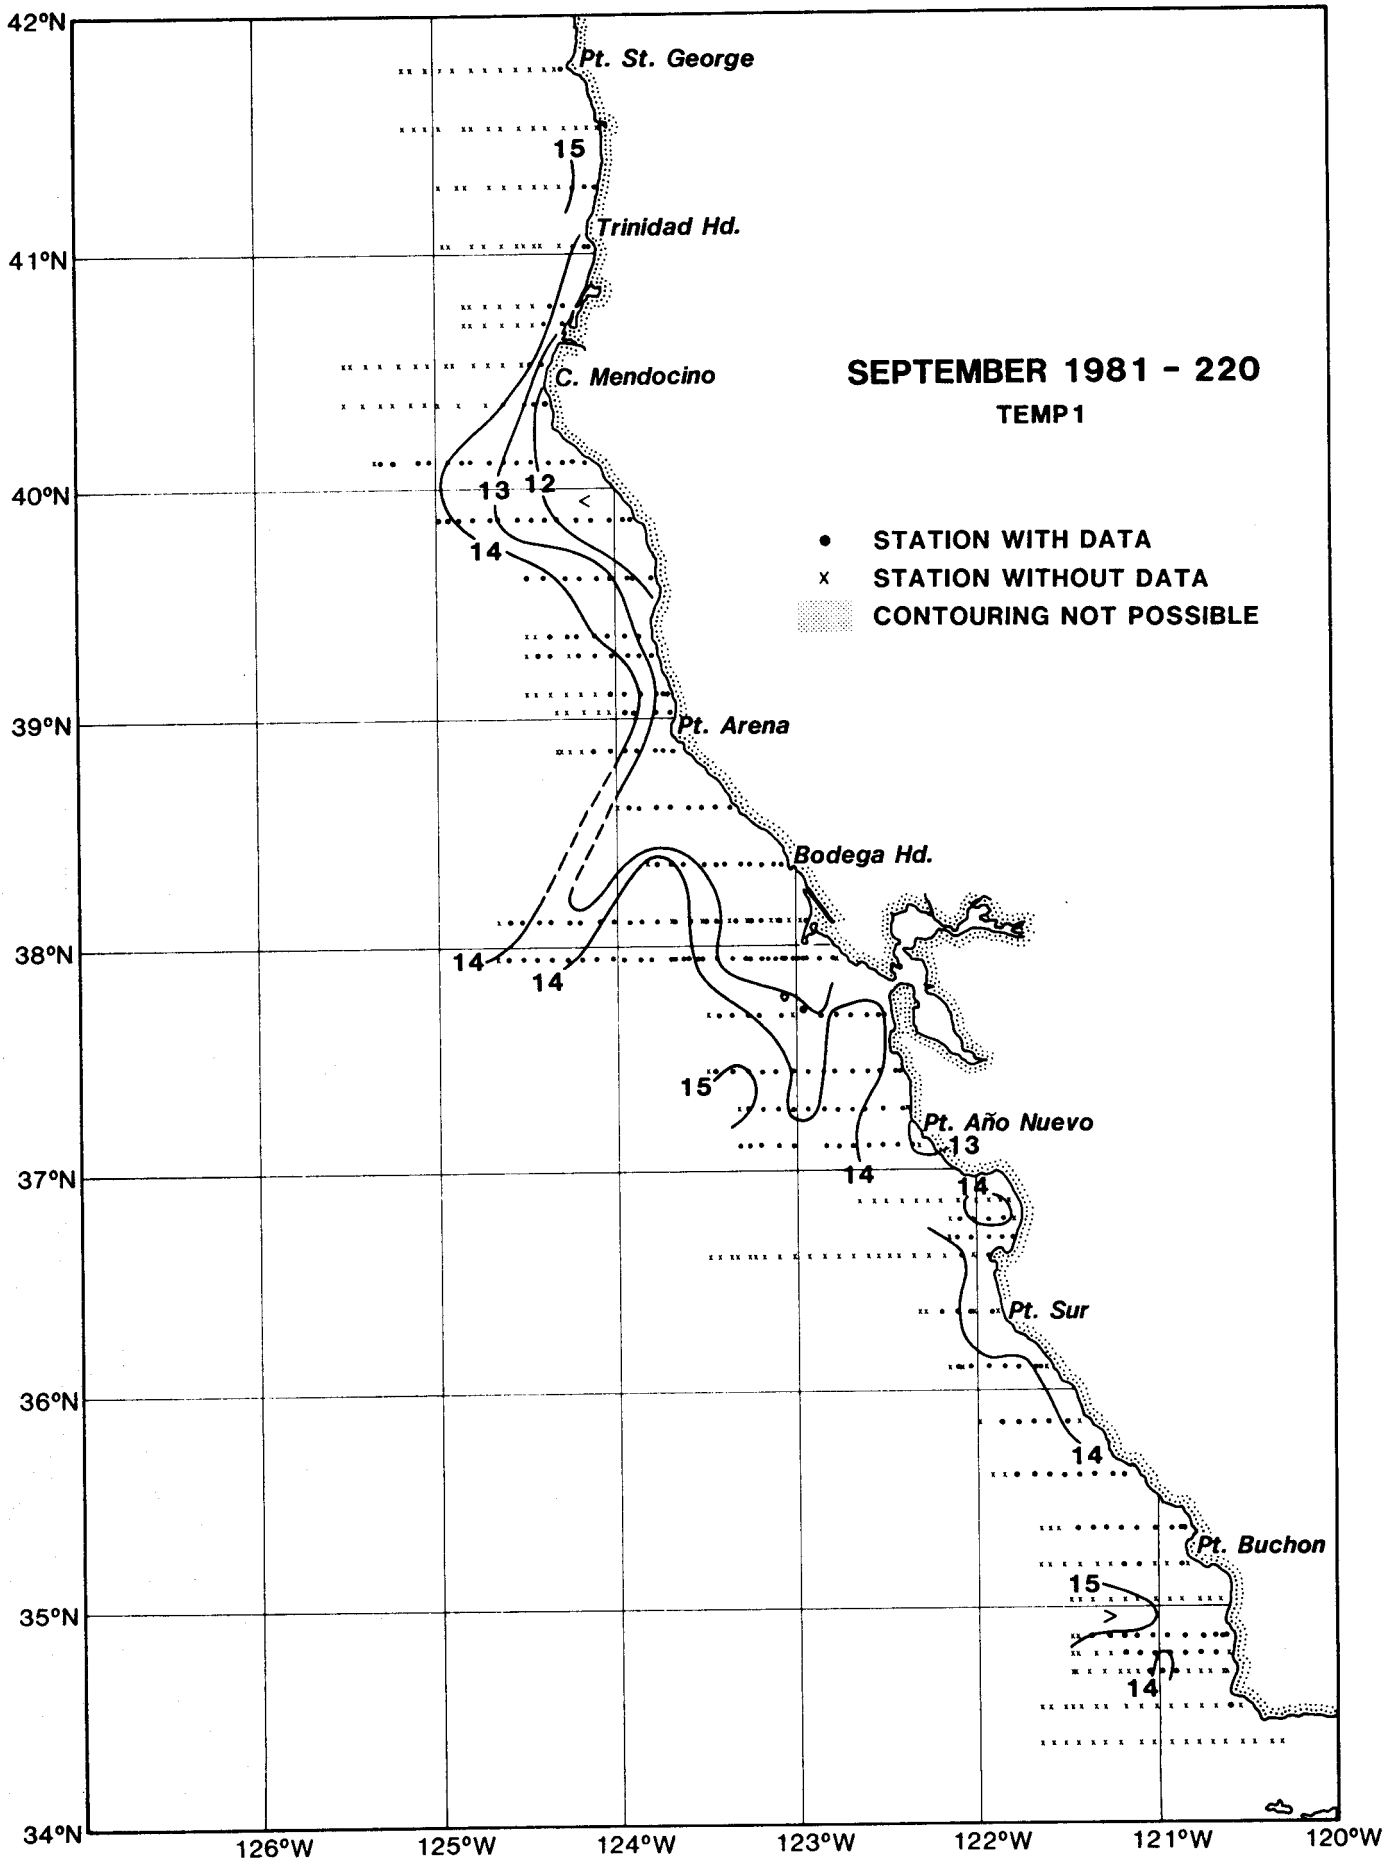 42°N
Pt. St. George
15
Trinidad Hd.
41°N
C. Mendocino
SEPTEMBER 1981 - 220
TEMP1
40°N
13
12
<
14
• STATION WITH DATA
x STATION WITHOUT DATA
CONTOURING NOT POSSIBLE
39°N
Pt. Arena
Bodega Hd.
38°N
14
14
15
Pt. Año Nuevo
13
37°N
14
14
Pt. Sur
36°N
14
Pt. Buchon
15
35°N
>
14
34°N
126°W
125°W
124°W
123°W
122°W
121°W
120°W